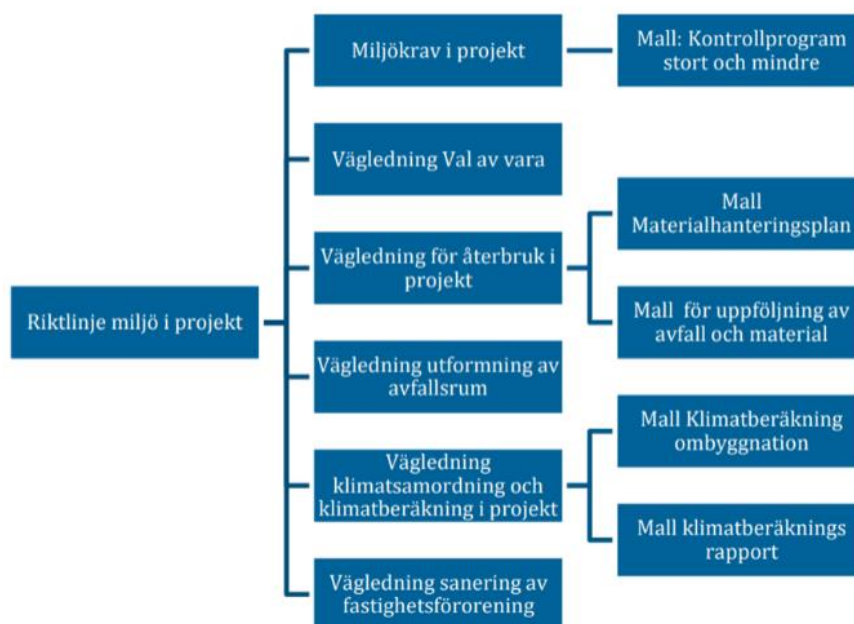 Riktlinje miljö i projekt
Miljökrav i projekt
Mall: Kontrollprogram
stort och mindre
Vägledning Val av vara
Vägledning för återbruk i
projekt
Mall
Materialhanteringsplan
Mall för uppföljning av
avfall och material
Vägledning utformning av
avfallsrum
Vägledning
klimatsamordning och
klimatberäkning i projekt
Mall Klimatberäkning
ombyggnation
Mall klimatberäknings
rapport
Vägledning sanering av
fastighetsförorening